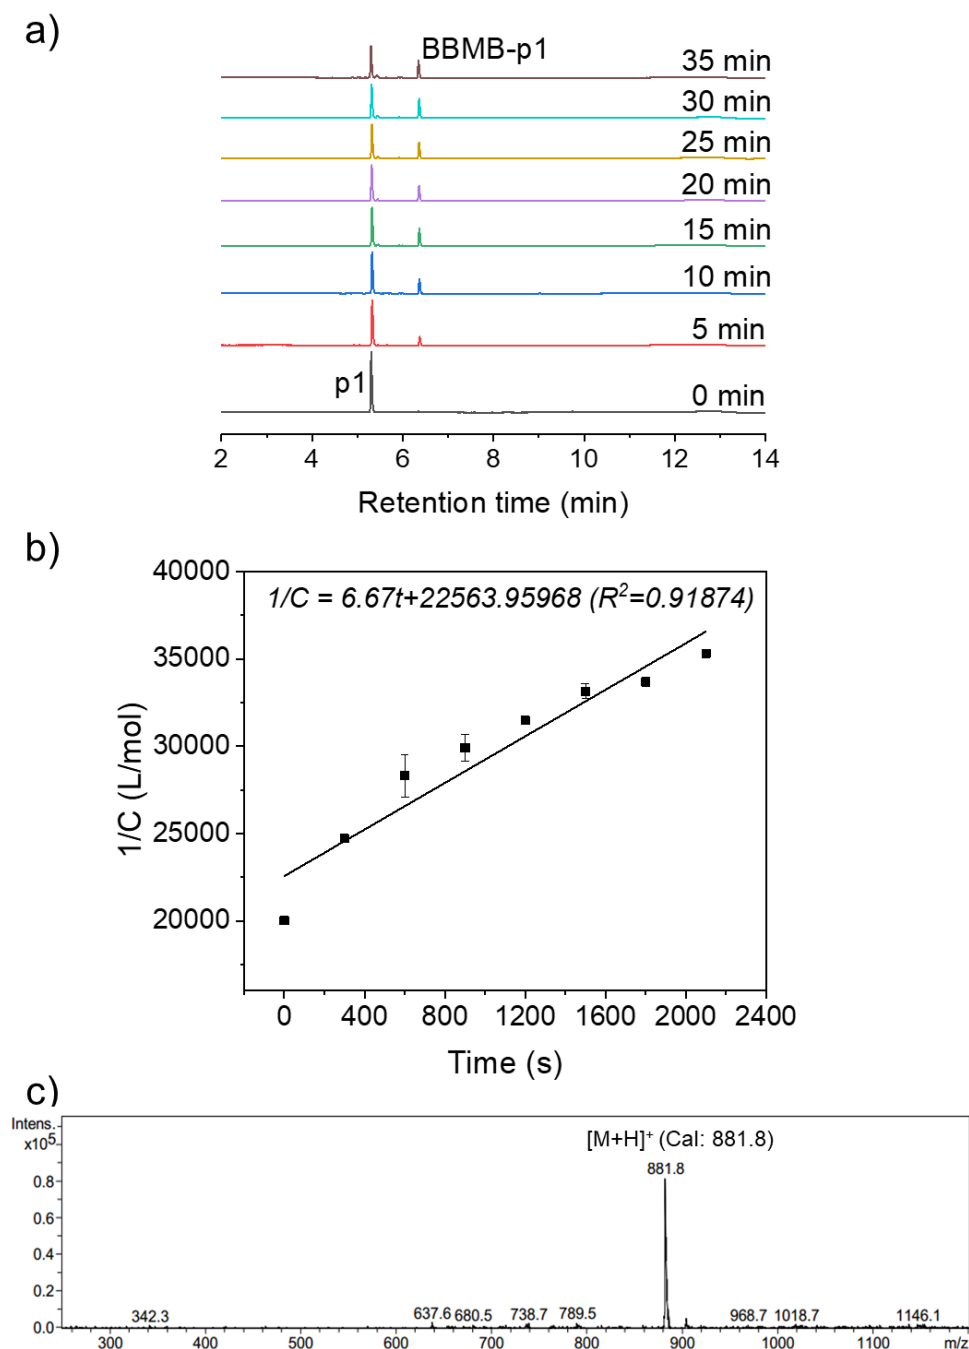 a)
BBMB-p1
35 min
30 min
25 min
20 min
15 min
10 min
5 min
p1
0 min
2 4 6 8 10 12 14
Retention time (min)
b)
40000
1/C = 6.67t+22563.95968 (R²=0.91874)
35000
30000
25000
20000
1/C (L/mol)
0 400 800 1200 1600 2000 2400
Time (s)
c)
Intens.
x10⁵
[M+H]⁺ (Cal: 881.8)
881.8
0.8
0.6
0.4
0.2
0.0
342.3 637.6 680.5 738.7 789.5 968.7 1018.7 1146.1
300 400 500 600 700 800 900 1000 1100 m/z